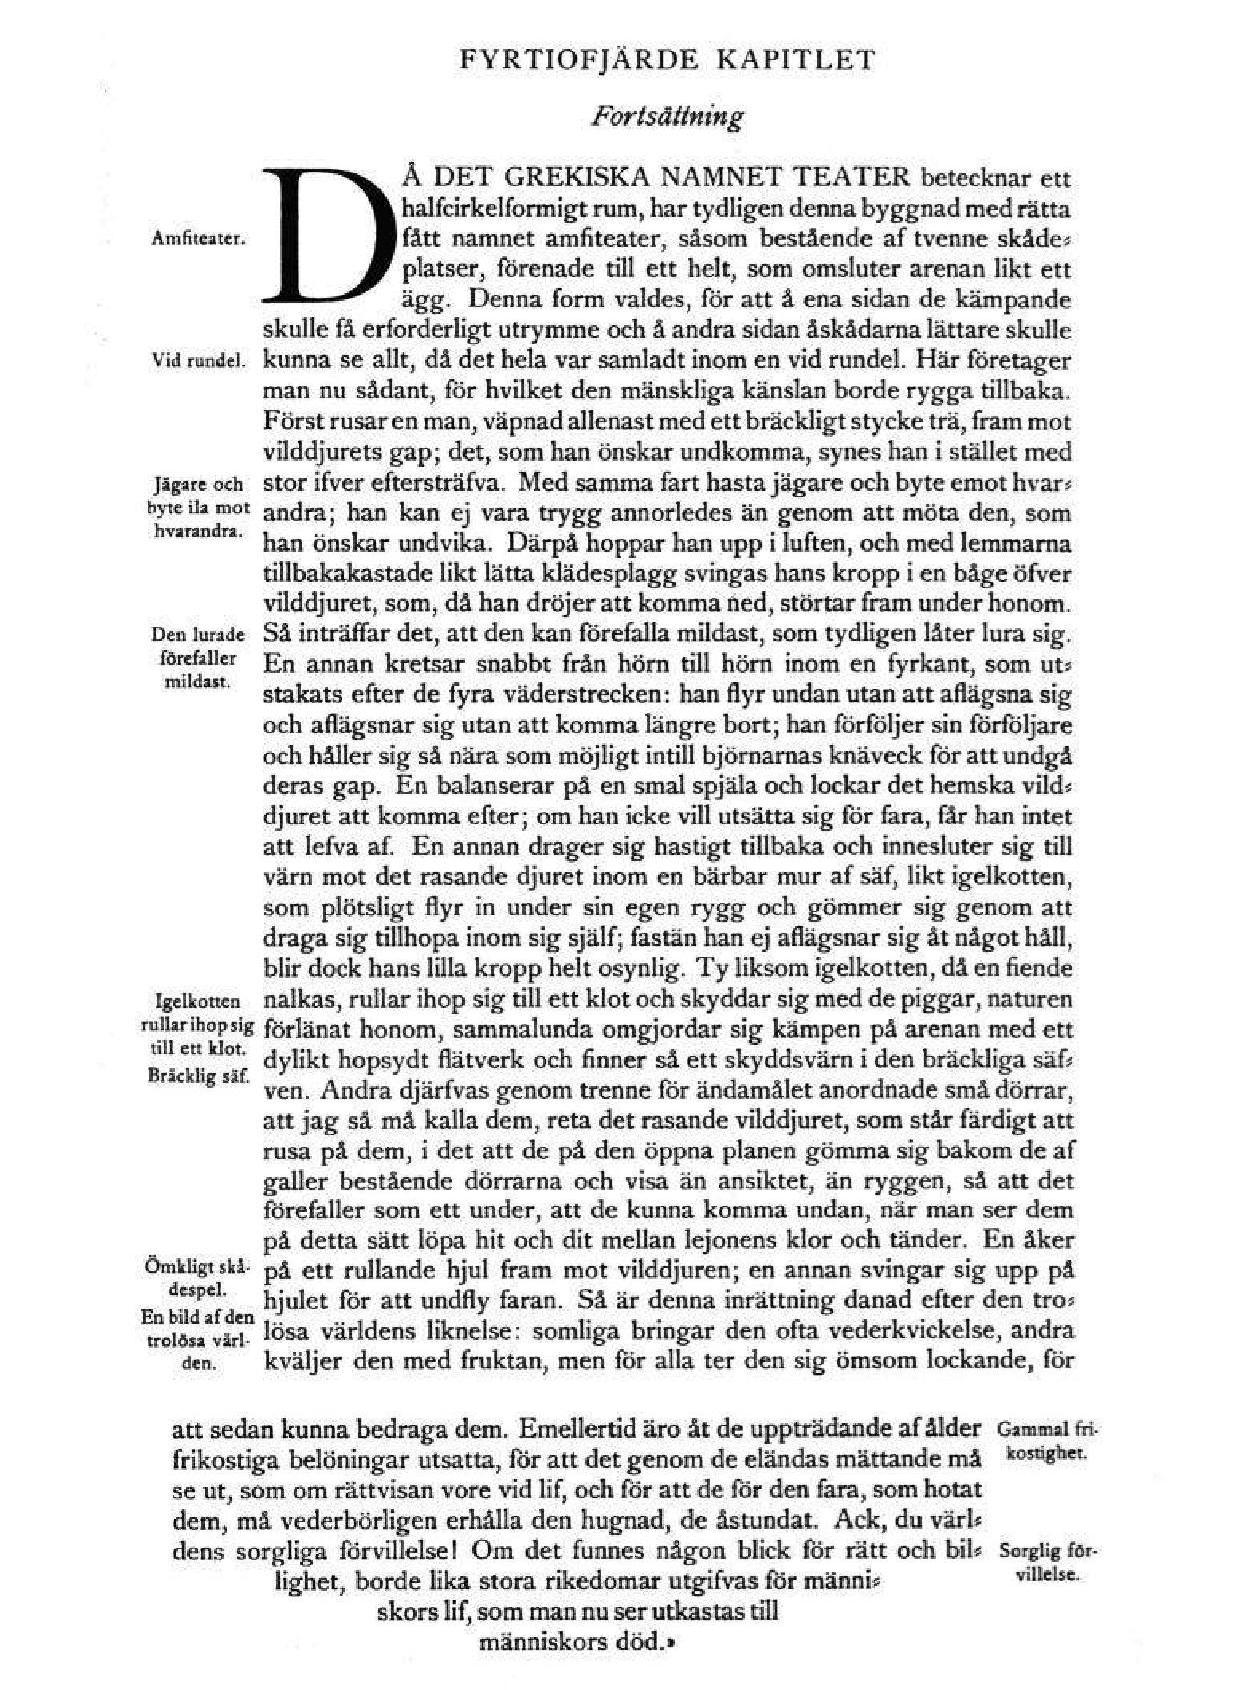 FYRTIOFJÄRDE KAPITLET
Fortsättning
DÅ DET GREKISKA NAMNET TEATER betecknar ett
halfcirkelformigt rum, har tydligen denna byggnad med rätta
Amfiteater.
fått namnet amfiteater, såsom bestående af tvenne skåde⸗
platser, förenade till ett helt, som omsluter arenan likt ett
ägg. Denna form valdes, för att å ena sidan de kämpande
skulle få erforderligt utrymme och å andra sidan åskådarna lättare skulle
Vid rundel.
kunna se allt, då det hela var samladt inom en vid rundel. Här företager
man nu sådant, för hvilket den mänskliga känslan borde rygga tillbaka.
Först rusar en man, väpnad allenast med ett bräckligt stycke trä, fram mot
vilddjurets gap; det, som han önskar undkomma, synes han i stället med
Jägare och
byte ila mot
hvarandra.
stor ifver eftersträfva. Med samma fart hasta jägare och byte emot hvar⸗
andra; han kan ej vara trygg annorledes än genom att möta den, som
han önskar undvika. Därpå hoppar han upp i luften, och med lemmarna
tillbakakastade likt lätta klädesplagg svingas hans kropp i en båge öfver
vilddjuret, som, då han dröjer att komma ned, störtar fram under honom.
Den lurade
förefaller
mildast.
Så inträffar det, att den kan förefalla mildast, som tydligen låter lura sig.
En annan kretsar snabbt från hörn till hörn inom en fyrkant, som ut⸗
stakats efter de fyra väderstrecken: han flyr undan utan att aflägsna sig
och aflägsnar sig utan att komma längre bort; han förföljer sin förföljare
och håller sig så nära som möjligt intill björnarnas knäveck för att undgå
deras gap. En balanserar på en smal spjäla och lockar det hemska vild⸗
djuret att komma efter; om han icke vill utsätta sig för fara, får han intet
att lefva af. En annan drager sig hastigt tillbaka och innesluter sig till
värn mot det rasande djuret inom en bärbar mur af säf, likt igelkotten,
som plötsligt flyr in under sin egen rygg och gömmer sig genom att
draga sig tillhopa inom sig själf; fastän han ej aflägsnar sig åt något håll,
blir dock hans lilla kropp helt osynlig. Ty liksom igelkotten, då en fiende
Igelkotten
rullar ihop sig
till ett klot.
Bräcklig säf.
nalkas, rullar ihop sig till ett klot och skyddar sig med de piggar, naturen
förlänat honom, sammalunda omgjordar sig kämpen på arenan med ett
dylikt hopsydt flätverk och finner så ett skyddsvärn i den bräckliga säf⸗
ven. Andra djärfvas genom trenne för ändamålet anordnade små dörrar,
att jag så må kalla dem, reta det rasande vilddjuret, som står färdigt att
rusa på dem, i det att de på den öppna planen gömma sig bakom de af
galler bestående dörrarna och visa än ansiktet, än ryggen, så att det
förefaller som ett under, att de kunna komma undan, när man ser dem
på detta sätt löpa hit och dit mellan lejonens klor och tänder. En åker
Ömkligt skå-
despel.
En bild af den
trolösa värl-
den.
på ett rullande hjul fram mot vilddjuren; en annan svingar sig upp på
hjulet för att undfly faran. Så är denna inrättning danad efter den tro⸗
lösa världens liknelse: somliga bringar den ofta vederkvickelse, andra
kväljer den med fruktan, men för alla ter den sig ömsom lockande, för
att sedan kunna bedraga dem. Emellertid äro åt de uppträdande af ålder
Gammal fri-
kostighet.
frikostiga belöningar utsatta, för att det genom de eländas mättande må
se ut, som om rättvisan vore vid lif, och för att de för den fara, som hotat
dem, må vederbörligen erhålla den hugnad, de åstundat. Ack, du värl⸗
dens sorgliga förvillelse! Om det funnes någon blick för rätt och bil⸗
Sorglig för-
villelse.
lighet, borde lika stora rikedomar utgifvas för männi⸗
skors lif, som man nu ser utkastas till
människors död.»